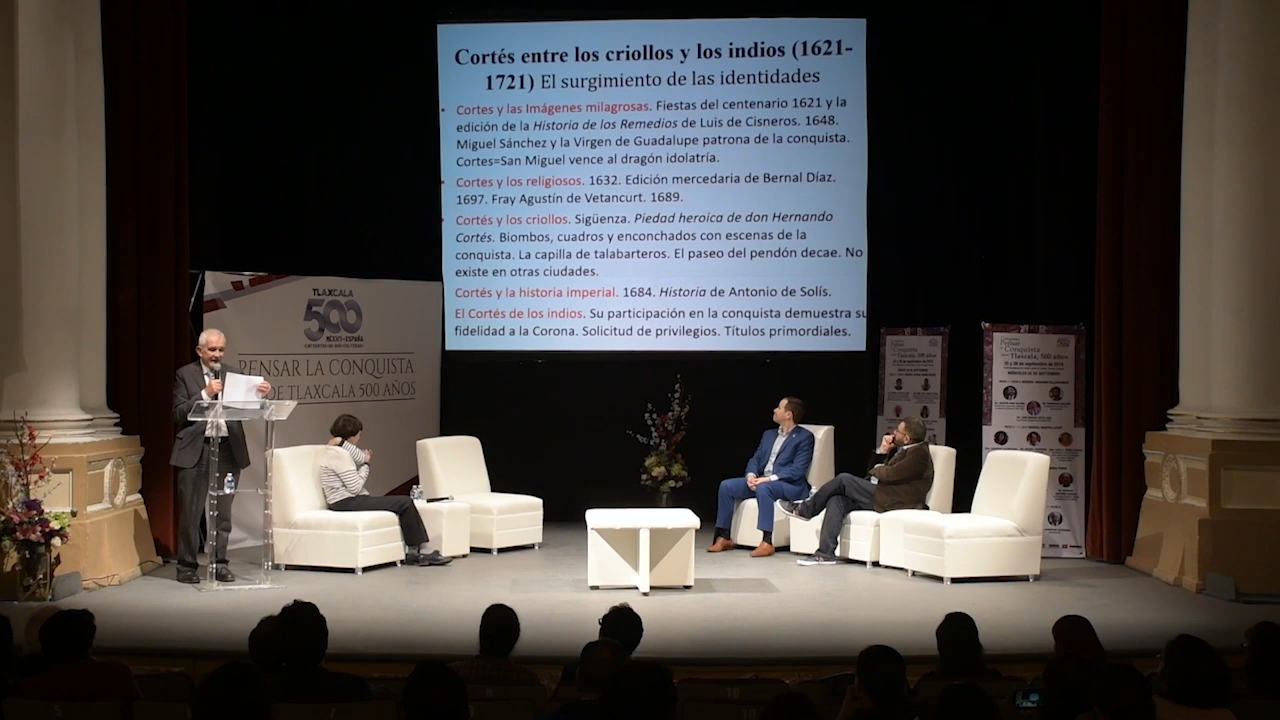 Cortés entre los criollos y los indios (1621-
1721) El surgimiento de las identidades
• Cortes y las Imágenes milagrosas. Fiestas del centenario 1621 y la
edición de la Historia de los Remedios de Luis de Cisneros. 1648.
Miguel Sánchez y la Virgen de Guadalupe patrona de la conquista.
Cortes=San Miguel vence al dragón idolatría.
• Cortes y los religiosos. 1632. Edición mercedaria de Bernal Díaz.
1697. Fray Agustín de Vetancurt. 1689.
• Cortés y los criollos. Sigüenza. Piedad heroica de don Hernando
Cortés. Biombos, cuadros y enconchados con escenas de la
conquista. La capilla de talabarteros. El paseo del pendón decae. No
existe en otras ciudades.
Cortés y la historia imperial. 1684. Historia de Antonio de Solís.
El Cortés de los indios. Su participación en la conquista demuestra su
fidelidad a la Corona. Solicitud de privilegios. Títulos primordiales.
TLAXCALA
500
MÉXICO-ESPAÑA
PENSAR LA CONQUISTA
DE TLAXCALA 500 AÑOS
Pensar
Conquista
Tlaxcala, 500 años